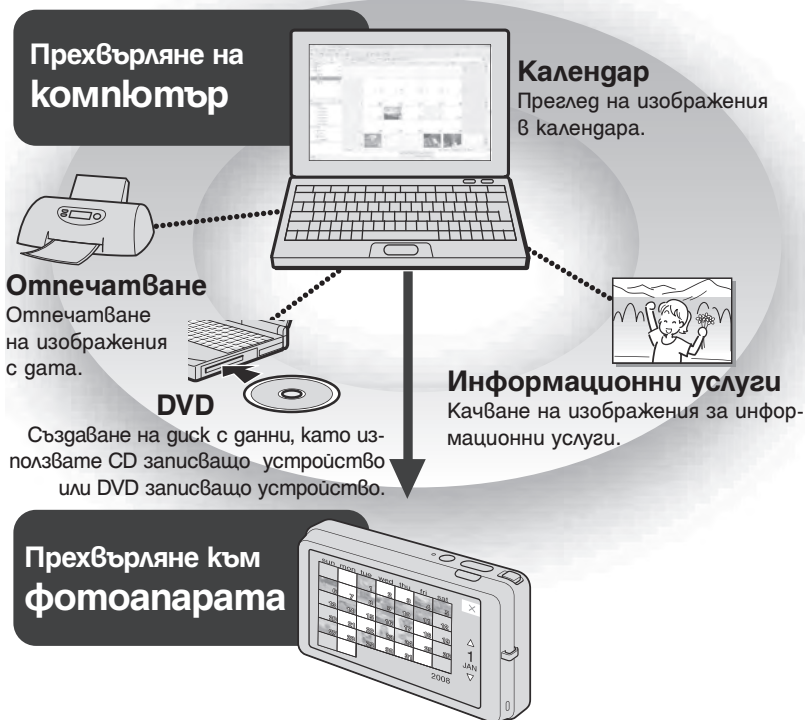 Прехвърляне на
компютър
Календар
Преглед на изображения
в календара.
Отпечатване
Отпечатване
на изображения
с дата.
DVD
Създаване на диск с данни, като из-
ползвате CD записващо устройство
или DVD записващо устройство.
Информационни услуги
Качване на изображения за инфор-
мационни услуги.
Прехвърляне към
фотоапарата
sun mon tue wed thu fri sat
1
JAN
2008